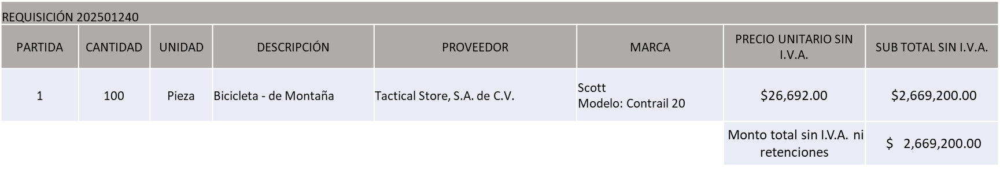 REQUISICIÓN 202501240
PARTIDA CANTIDAD UNIDAD DESCRIPCIÓN PROVEEDOR MARCA PRECIO UNITARIO SIN
I.V.A. SUB TOTAL SIN I.V.A.
1 100 Pieza Bicicleta - de Montaña Tactical Store, S.A. de C.V. Scott
Modelo: Contrail 20 $26,692.00 $2,669,200.00
Monto total sin I.V.A. ni
retenciones $ 2,669,200.00